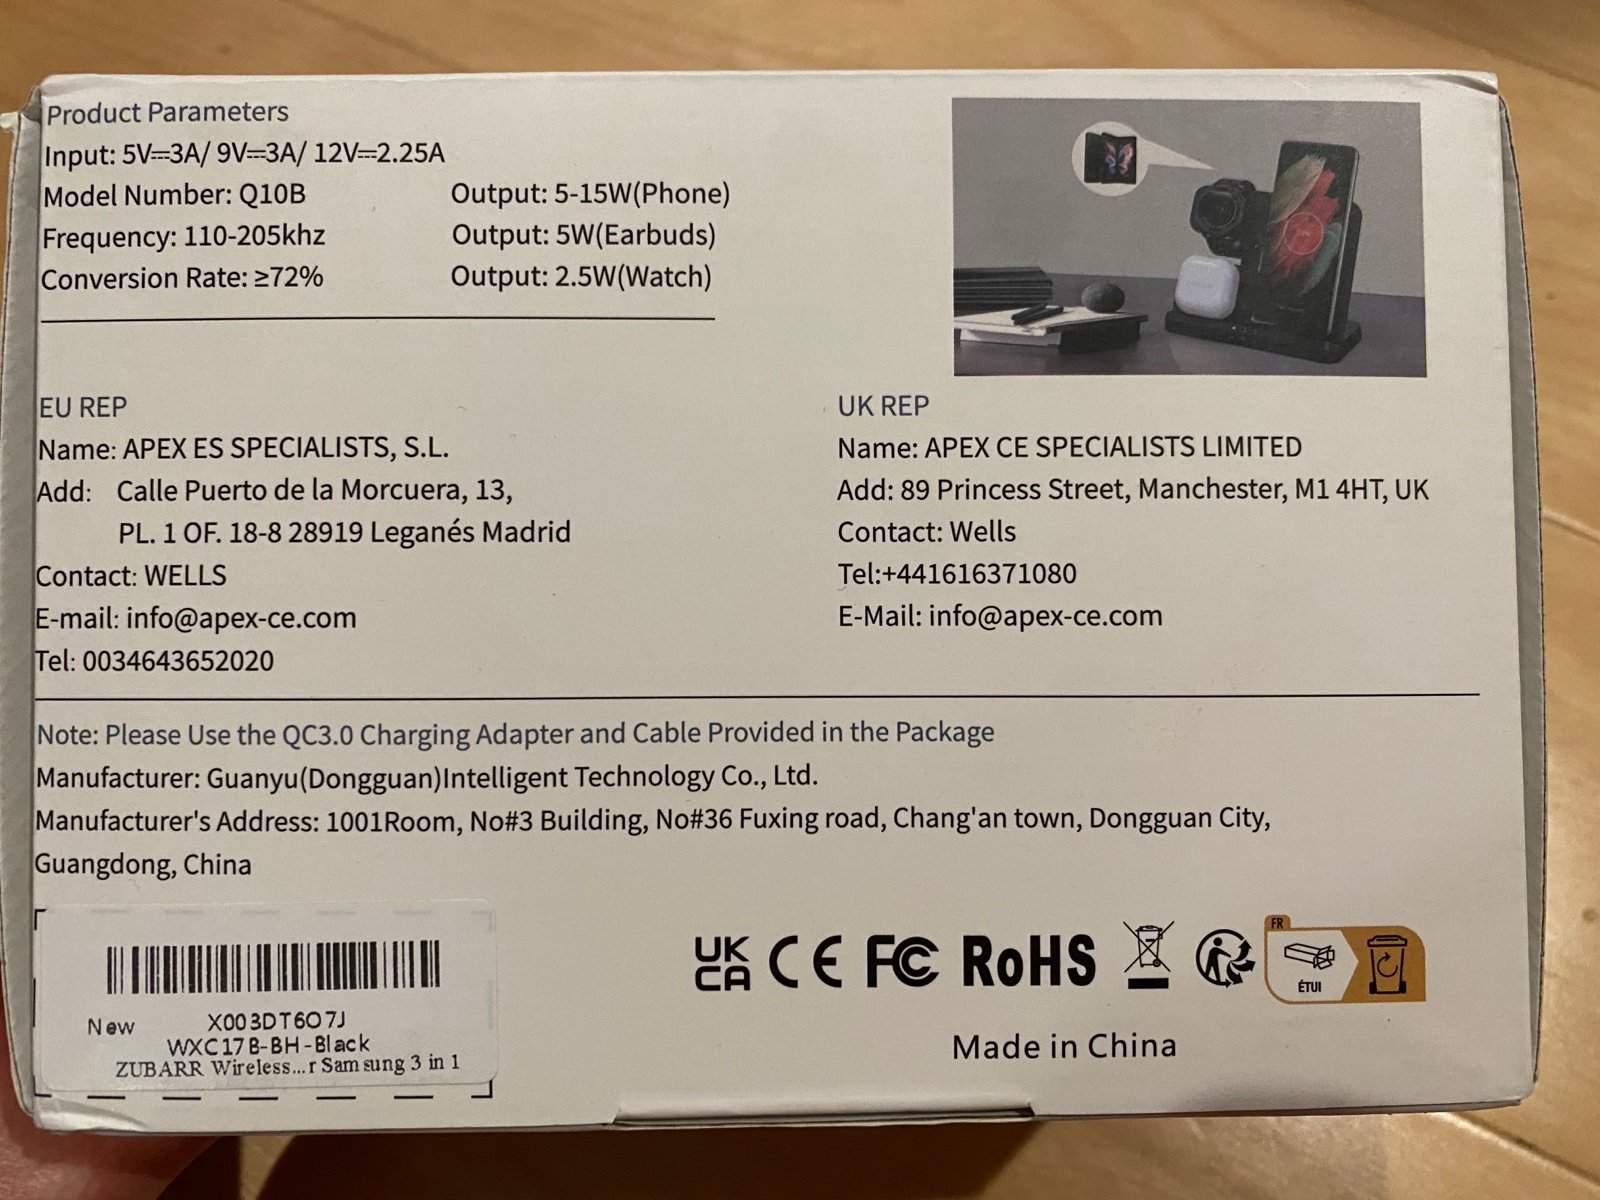 Product Parameters
Input: 5V⎓3A/ 9V⎓3A/ 12V⎓2.25A
Model Number: Q10B
Output: 5-15W(Phone)
Frequency: 110-205khz
Output: 5W(Earbuds)
Conversion Rate: ≥72%
Output: 2.5W(Watch)
EU REP
Name: APEX ES SPECIALISTS, S.L.
Add: Calle Puerto de la Morcuera, 13,
PL. 1 OF. 18-8 28919 Leganés Madrid
Contact: WELLS
E-mail: info@apex-ce.com
Tel: 0034643652020
UK REP
Name: APEX CE SPECIALISTS LIMITED
Add: 89 Princess Street, Manchester, M1 4HT, UK
Contact: Wells
Tel:+441616371080
E-Mail: info@apex-ce.com
Note: Please Use the QC3.0 Charging Adapter and Cable Provided in the Package
Manufacturer: Guanyu(Dongguan)Intelligent Technology Co., Ltd.
Manufacturer's Address: 1001Room, No#3 Building, No#36 Fuxing road, Chang'an town, Dongguan City,
Guangdong, China
New X003DT6O7J
WXC17B-BH-Black
ZUBARR Wireless...r Samsung 3 in 1
UK
CA
CE FC RoHS
FR
ÉTUI
Made in China